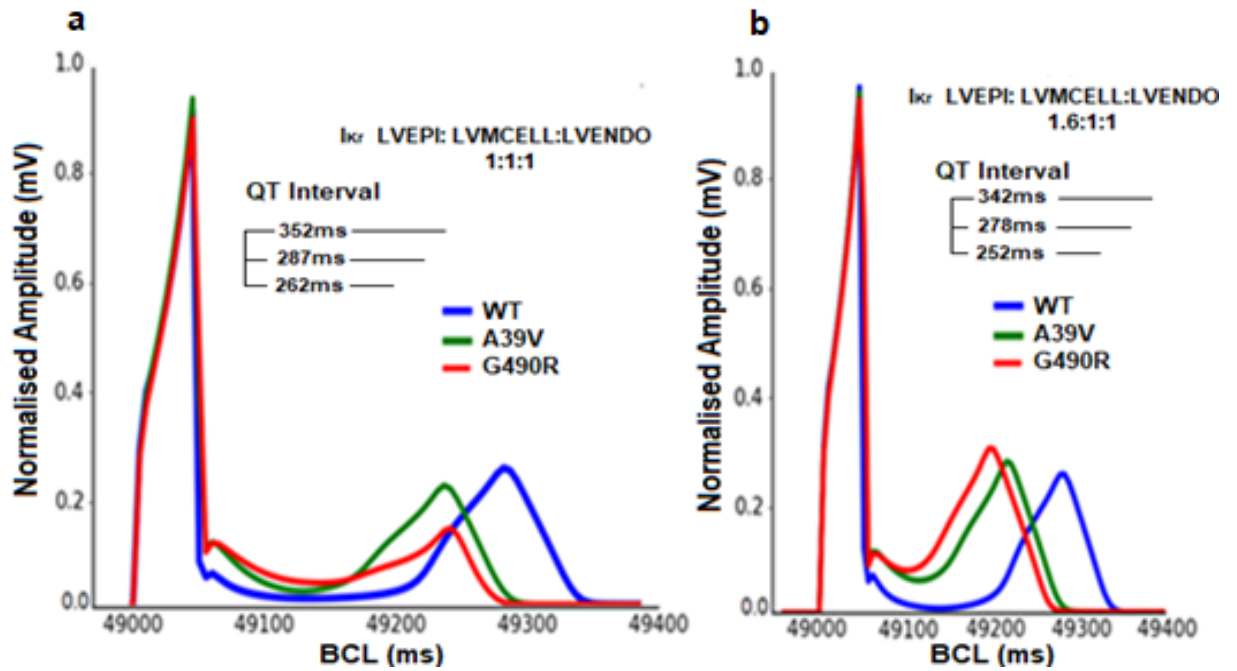 a
Normalised Amplitude (mV)
1.0
0.8
0.6
0.4
0.2
0.0
IKr LVEPI: LVMCELL:LVENDO
1:1:1
QT Interval
352ms
287ms
262ms
WT
A39V
G490R
49000 49100 49200 49300 49400
BCL (ms)
b
Normalised Amplitude (mV)
1.0
0.8
0.6
0.4
0.2
0.0
IKr LVEPI: LVMCELL:LVENDO
1.6:1:1
QT Interval
342ms
278ms
252ms
WT
A39V
G490R
49000 49100 49200 49300 49400
BCL (ms)